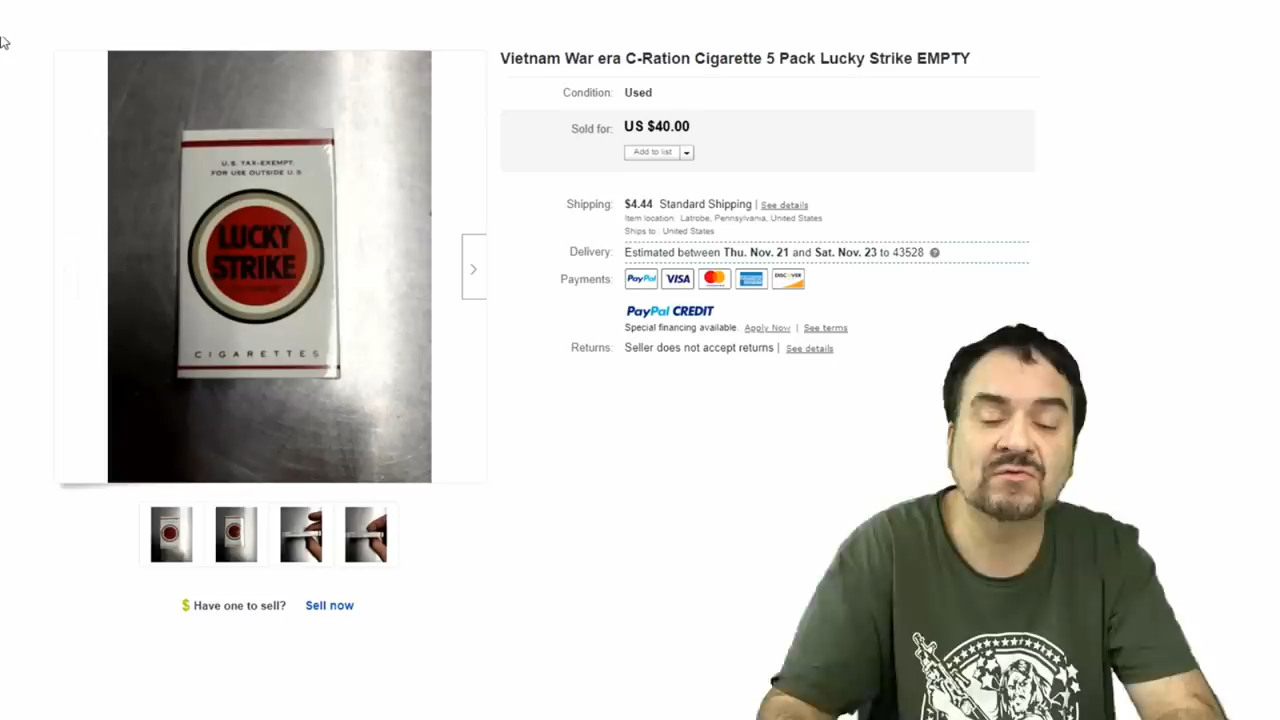 Vietnam War era C-Ration Cigarette 5 Pack Lucky Strike EMPTY
Condition: Used
Sold for: US $40.00
Add to list
Shipping: $4.44 Standard Shipping | See details
Item location: Latrobe, Pennsylvania, United States
Ships to: United States
Delivery: Estimated between Thu. Nov. 21 and Sat. Nov. 23 to 43528 ?
Payments: PayPal VISA MasterCard AMERICAN EXPRESS DISCOVER
PayPal CREDIT
Special financing available. Apply Now | See terms
Returns: Seller does not accept returns | See details
U.S. TAX-EXEMPT.
FOR USE OUTSIDE U.S.
LUCKY
STRIKE
CIGARETTES
$ Have one to sell? Sell now